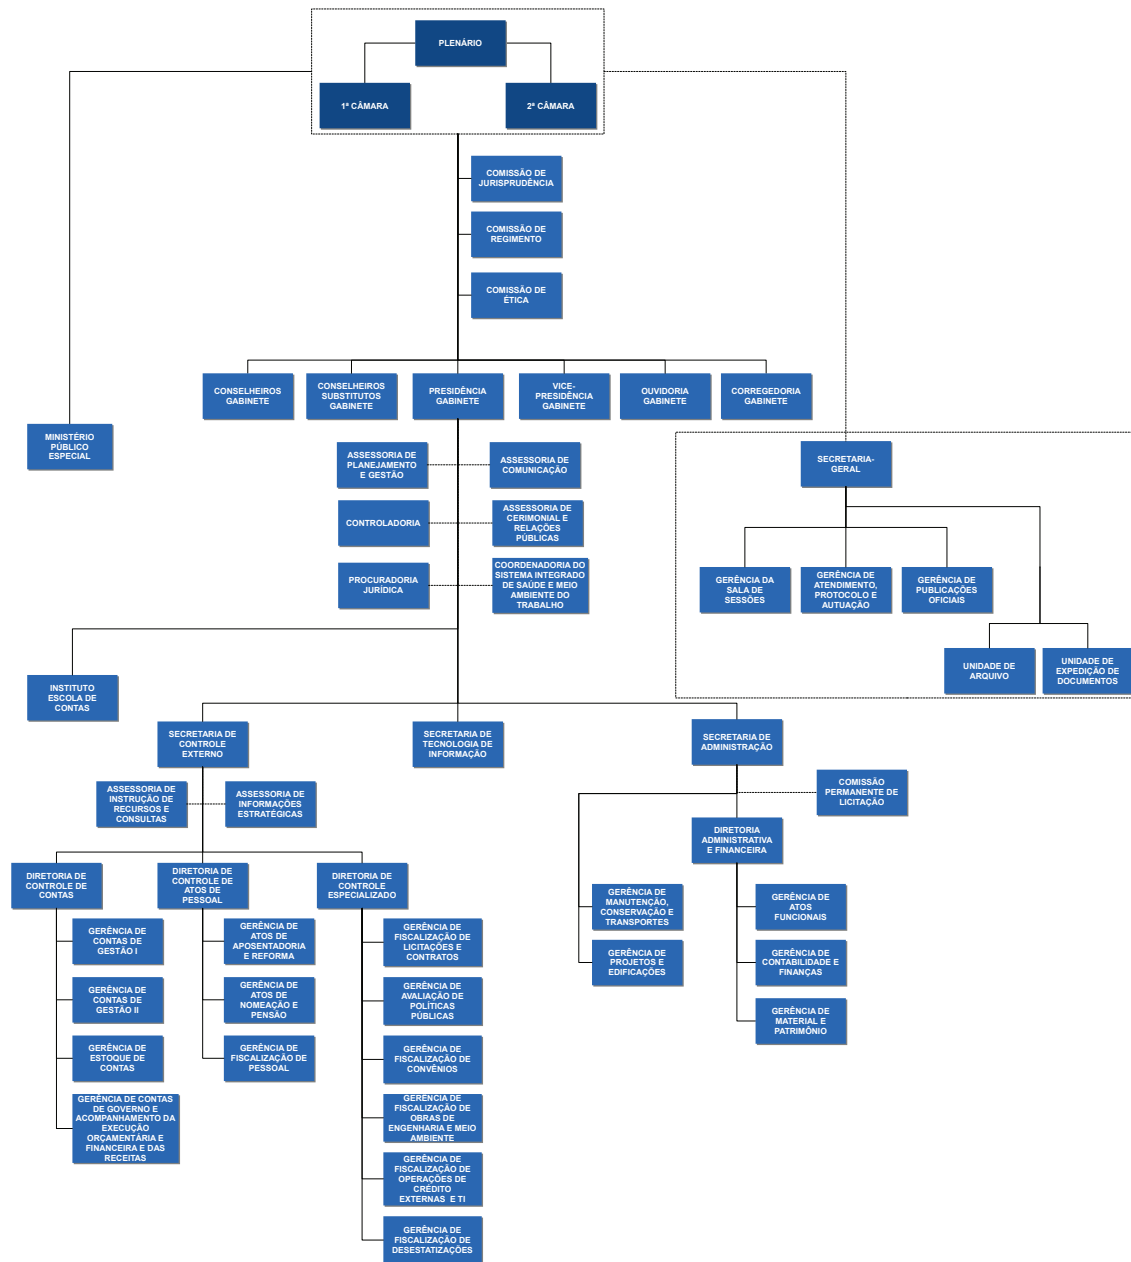 PLENÁRIO
1ª CÂMARA
2ª CÂMARA
COMISSÃO DE
JURISPRUDÊNCIA
COMISSÃO DE
REGIMENTO
COMISSÃO DE
ÉTICA
CONSELHEIROS
GABINETE
CONSELHEIROS
SUBSTITUTOS
GABINETE
PRESIDÊNCIA
GABINETE
VICE-
PRESIDÊNCIA
GABINETE
OUVIDORIA
GABINETE
CORREGEDORIA
GABINETE
MINISTÉRIO
PÚBLICO
ESPECIAL
ASSESSORIA DE
PLANEJAMENTO
E GESTÃO
ASSESSORIA DE
COMUNICAÇÃO
SECRETARIA-
GERAL
CONTROLADORIA
ASSESSORIA DE
CERIMONIAL E
RELAÇÕES
PÚBLICAS
PROCURADORIA
JURÍDICA
COORDENADORIA DO
SISTEMA INTEGRADO
DE SAÚDE E MEIO
AMBIENTE DO
TRABALHO
GERÊNCIA DA
SALA DE
SESSÕES
GERÊNCIA DE
ATENDIMENTO,
PROTOCOLO E
AUTUAÇÃO
GERÊNCIA DE
PUBLICAÇÕES
OFICIAIS
UNIDADE DE
ARQUIVO
UNIDADE DE
EXPEDIÇÃO DE
DOCUMENTOS
INSTITUTO
ESCOLA DE
CONTAS
SECRETARIA DE
CONTROLE
EXTERNO
SECRETARIA DE
TECNOLOGIA DE
INFORMAÇÃO
SECRETARIA DE
ADMINISTRAÇÃO
ASSESSORIA DE
INSTRUÇÃO DE
RECURSOS E
CONSULTAS
ASSESSORIA DE
INFORMAÇÕES
ESTRATÉGICAS
COMISSÃO
PERMANENTE DE
LICITAÇÃO
DIRETORIA
ADMINISTRATIVA
E FINANCEIRA
DIRETORIA DE
CONTROLE DE
CONTAS
DIRETORIA DE
CONTROLE DE
ATOS DE
PESSOAL
DIRETORIA DE
CONTROLE
ESPECIALIZADO
GERÊNCIA DE
MANUTENÇÃO,
CONSERVAÇÃO E
TRANSPORTES
GERÊNCIA DE
ATOS
FUNCIONAIS
GERÊNCIA DE
CONTAS DE
GESTÃO I
GERÊNCIA DE
ATOS DE
APOSENTADORIA
E REFORMA
GERÊNCIA DE
FISCALIZAÇÃO DE
LICITAÇÕES E
CONTRATOS
GERÊNCIA DE
PROJETOS E
EDIFICAÇÕES
GERÊNCIA DE
CONTABILIDADE E
FINANÇAS
GERÊNCIA DE
CONTAS DE
GESTÃO II
GERÊNCIA DE
ATOS DE
NOMEAÇÃO E
PENSÃO
GERÊNCIA DE
AVALIAÇÃO DE
POLÍTICAS
PÚBLICAS
GERÊNCIA DE
MATERIAL E
PATRIMÔNIO
GERÊNCIA DE
ESTOQUE DE
CONTAS
GERÊNCIA DE
FISCALIZAÇÃO DE
PESSOAL
GERÊNCIA DE
FISCALIZAÇÃO DE
CONVÊNIOS
GERÊNCIA DE CONTAS
DE GOVERNO E
ACOMPANHAMENTO DA
EXECUÇÃO
ORÇAMENTÁRIA E
FINANCEIRA E DAS
RECEITAS
GERÊNCIA DE
FISCALIZAÇÃO DE
OBRAS DE
ENGENHARIA E MEIO
AMBIENTE
GERÊNCIA DE
FISCALIZAÇÃO DE
OPERAÇÕES DE
CRÉDITO
EXTERNAS E TI
GERÊNCIA DE
FISCALIZAÇÃO DE
DESESTATIZAÇÕES